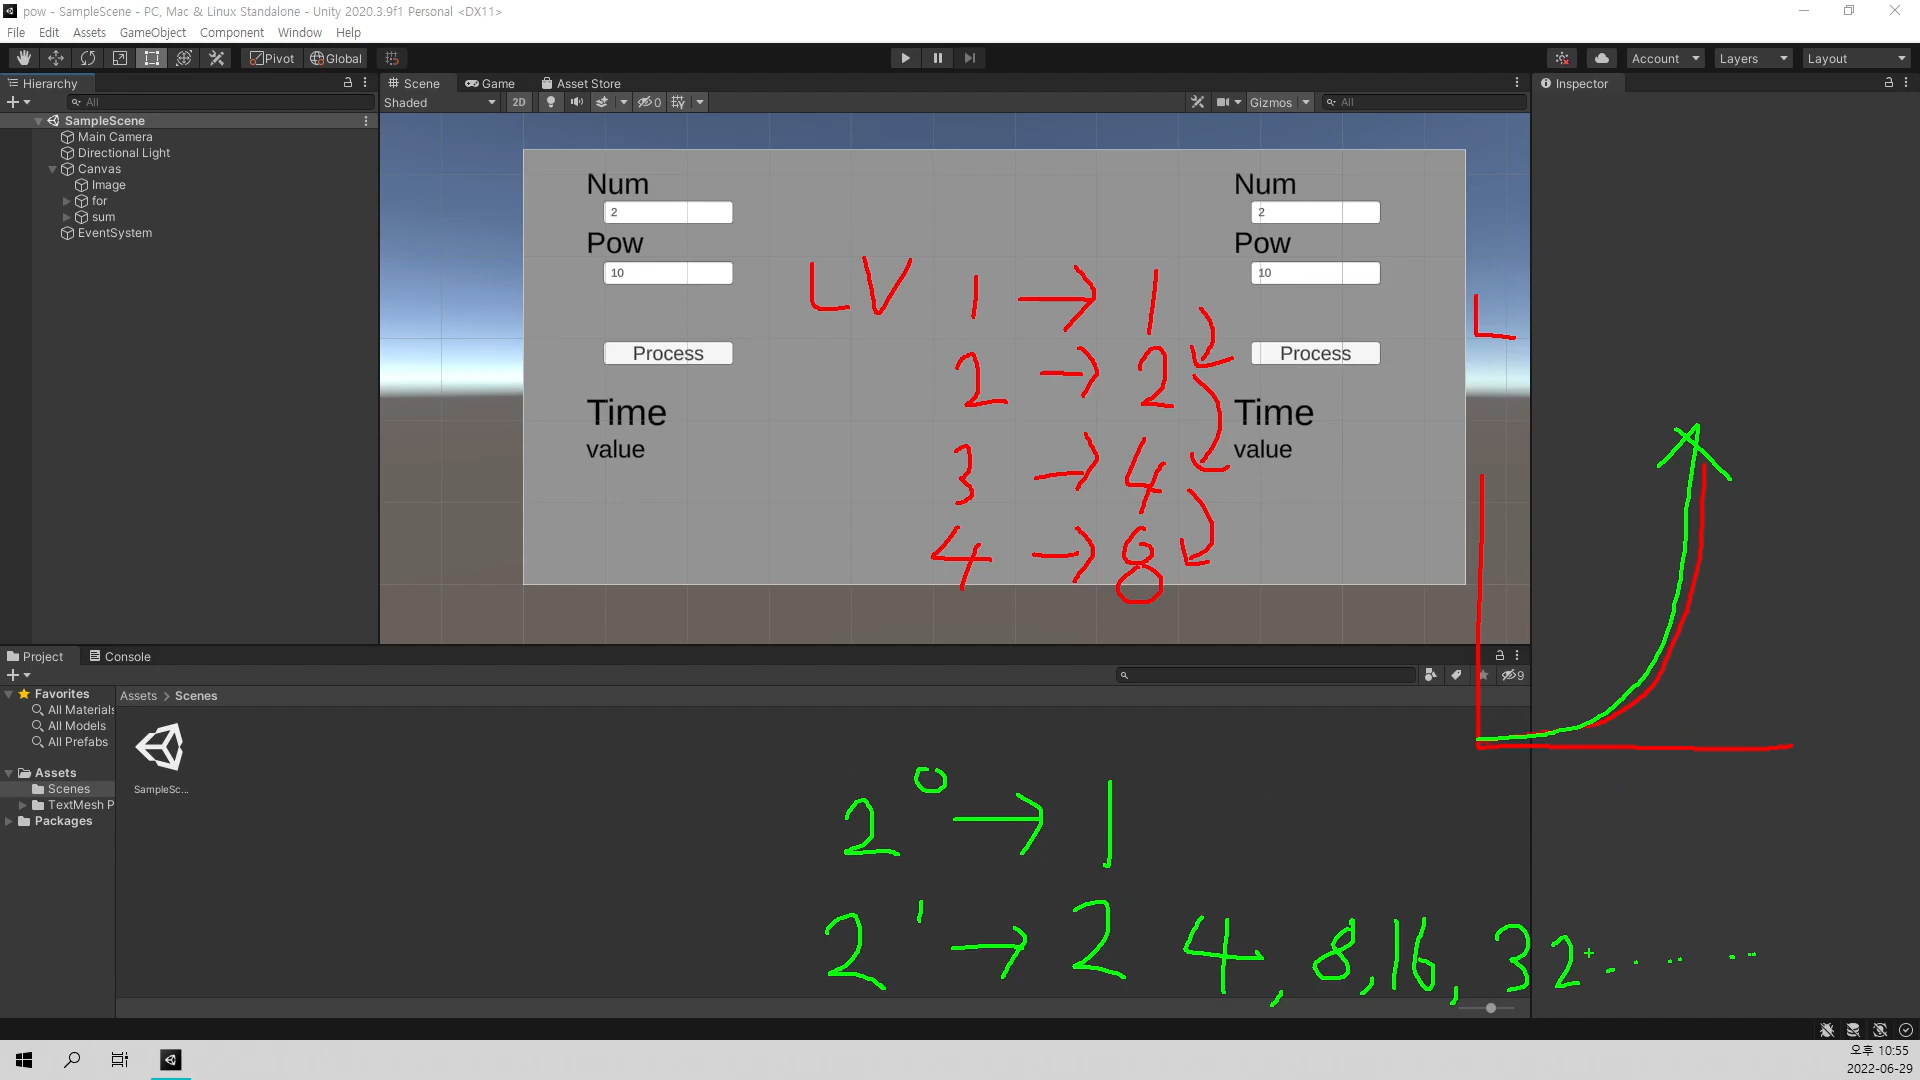 pow - SampleScene - PC, Mac & Linux Standalone - Unity 2020.3.9f1 Personal <DX11>
File Edit Assets GameObject Component Window Help
Pivot Global Account Layers Layout
Hierarchy
All
SampleScene
Main Camera
Directional Light
Canvas
Image
for
sum
EventSystem
Scene Game Asset Store
Shaded 2D 0 Gizmos All
Inspector
Num
2
Pow
10
Process
Time
value
Num
2
Pow
10
Process
Time
value
LV 1 → 1
2 → 2
3 → 4
4 → 8
L
Project Console
9
Favorites
All Materials
All Models
All Prefabs
Assets
Scenes
TextMesh P
Packages
Assets > Scenes
SampleSc...
2⁰ → 1
2¹ → 2 4, 8, 16, 32 ......
오후 10:55
2022-06-29